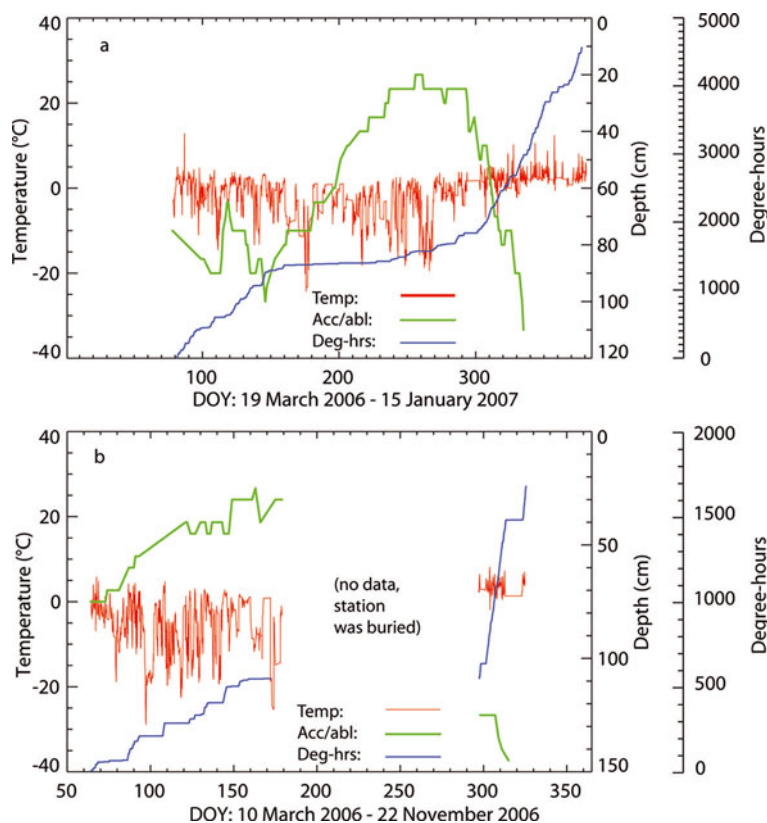 a
40
20
0
-20
-40
Temperature (°C)
0
20
40
60
80
100
120
Depth (cm)
5000
4000
3000
2000
1000
0
Degree-hours
Temp:
Acc/abl:
Deg-hrs:
100
200
300
DOY: 19 March 2006 - 15 January 2007
b
40
20
0
-20
-40
Temperature (°C)
0
50
100
150
Depth (cm)
2000
1500
1000
500
0
Degree-hours
(no data,
station
was buried)
Temp:
Acc/abl:
Deg-hrs:
50
100
150
200
250
300
350
DOY: 10 March 2006 - 22 November 2006